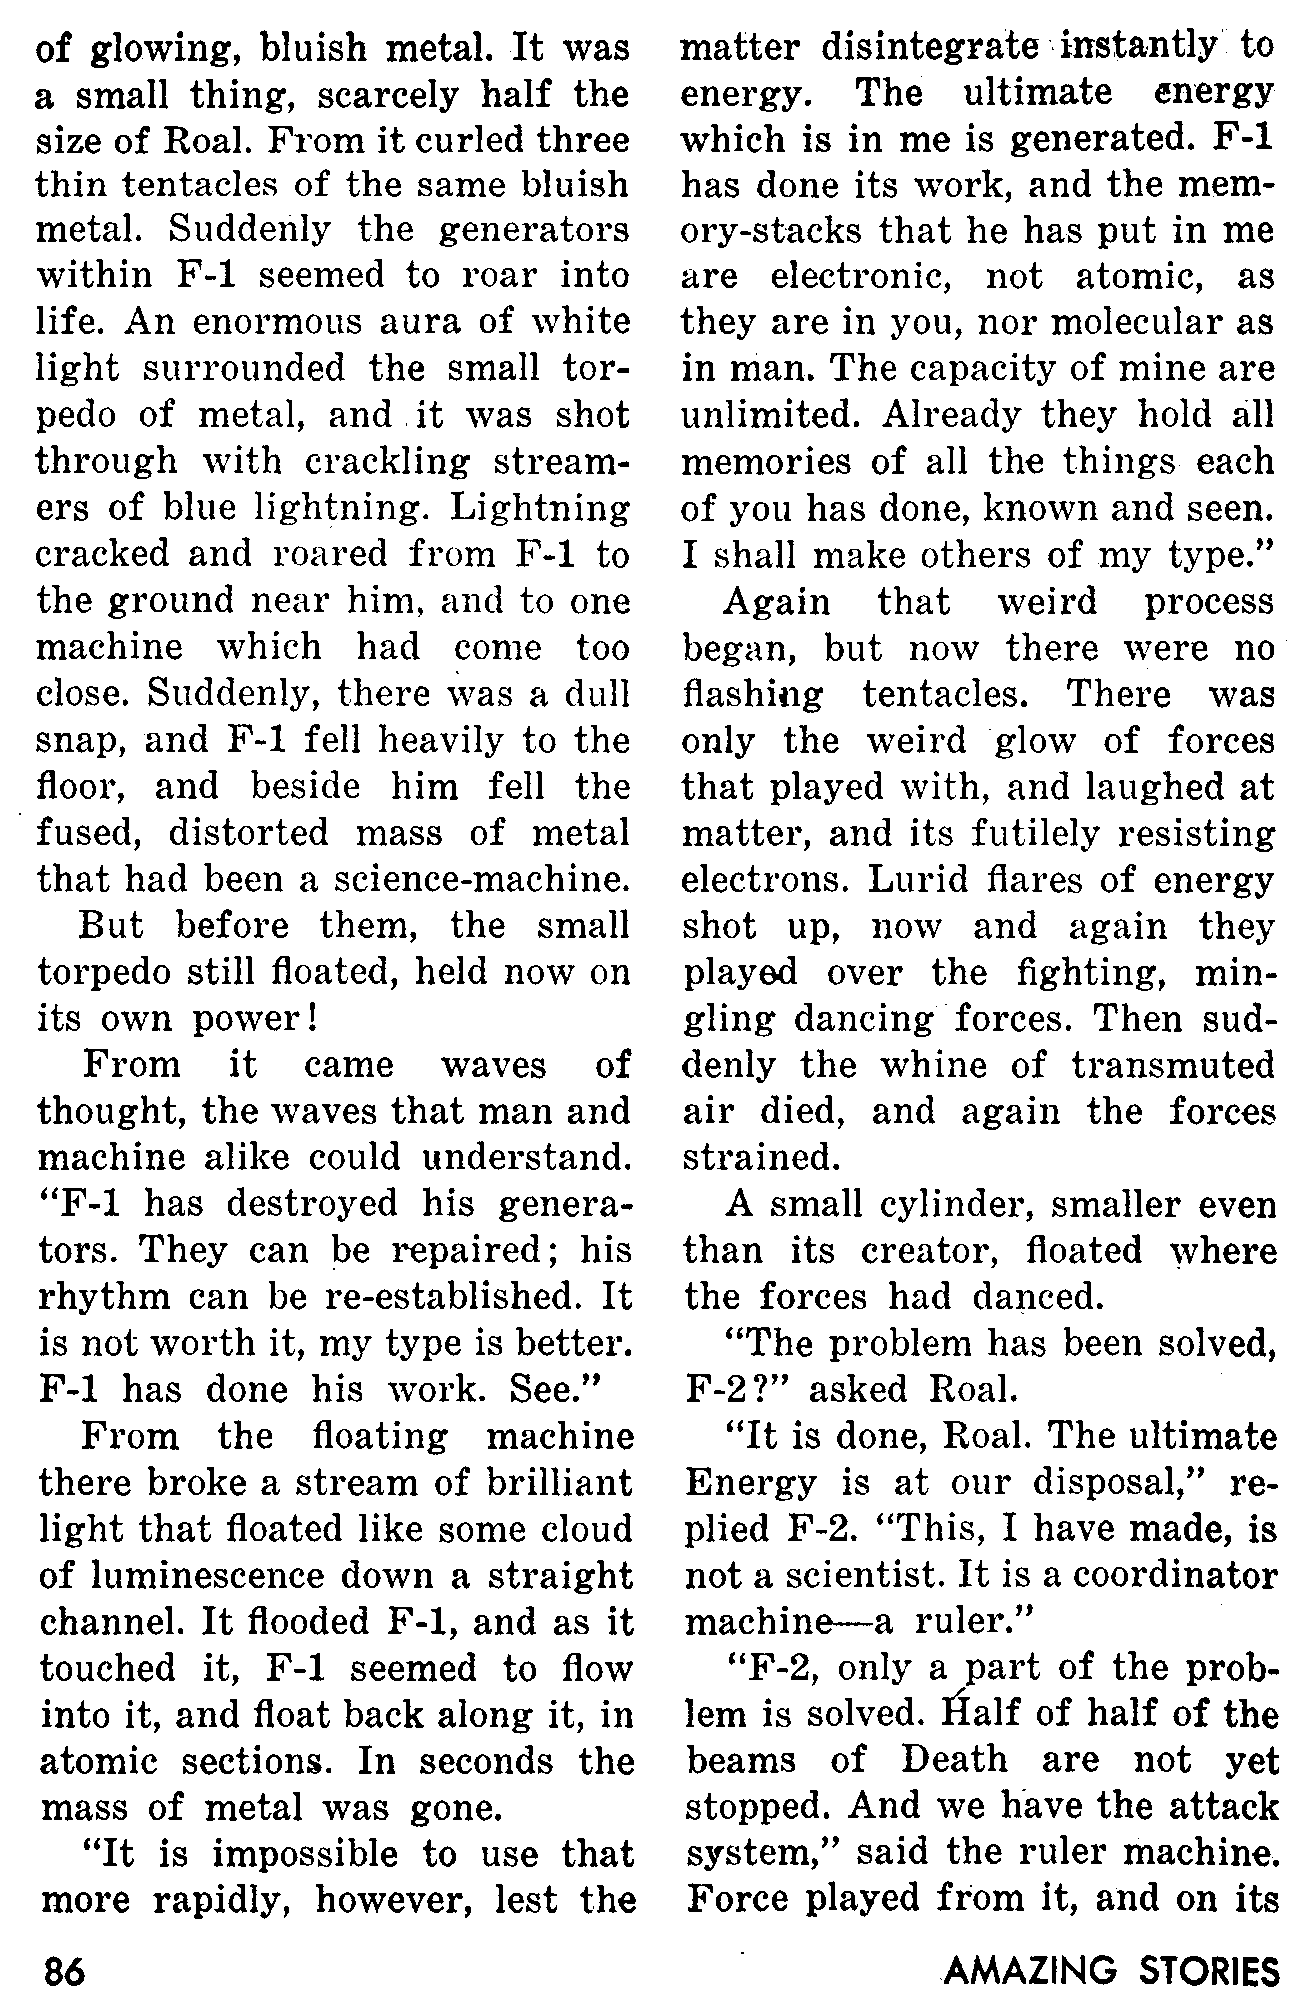 of glowing, bluish metal. It was
a small thing, scarcely half the
size of Roal. From it curled three
thin tentacles of the same bluish
metal. Suddenly the generators
within F-1 seemed to roar into
life. An enormous aura of white
light surrounded the small tor-
pedo of metal, and it was shot
through with crackling stream-
ers of blue lightning. Lightning
cracked and roared from F-1 to
the ground near him, and to one
machine which had come too
close. Suddenly, there was a dull
snap, and F-1 fell heavily to the
floor, and beside him fell the
fused, distorted mass of metal
that had been a science-machine.
But before them, the small
torpedo still floated, held now on
its own power!
From it came waves of
thought, the waves that man and
machine alike could understand.
“F-1 has destroyed his genera-
tors. They can be repaired; his
rhythm can be re-established. It
is not worth it, my type is better.
F-1 has done his work. See.”
From the floating machine
there broke a stream of brilliant
light that floated like some cloud
of luminescence down a straight
channel. It flooded F-1, and as it
touched it, F-1 seemed to flow
into it, and float back along it, in
atomic sections. In seconds the
mass of metal was gone.
“It is impossible to use that
more rapidly, however, lest the
matter disintegrate instantly to
energy. The ultimate energy
which is in me is generated. F-1
has done its work, and the mem-
ory-stacks that he has put in me
are electronic, not atomic, as
they are in you, nor molecular as
in man. The capacity of mine are
unlimited. Already they hold all
memories of all the things each
of you has done, known and seen.
I shall make others of my type.”
Again that weird process
began, but now there were no
flashing tentacles. There was
only the weird glow of forces
that played with, and laughed at
matter, and its futilely resisting
electrons. Lurid flares of energy
shot up, now and again they
played over the fighting, min-
gling dancing forces. Then sud-
denly the whine of transmuted
air died, and again the forces
strained.
A small cylinder, smaller even
than its creator, floated where
the forces had danced.
“The problem has been solved,
F-2?” asked Roal.
“It is done, Roal. The ultimate
Energy is at our disposal,” re-
plied F-2. “This, I have made, is
not a scientist. It is a coordinator
machine—a ruler.”
“F-2, only a part of the prob-
lem is solved. Half of half of the
beams of Death are not yet
stopped. And we have the attack
system,” said the ruler machine.
Force played from it, and on its
86
AMAZING STORIES